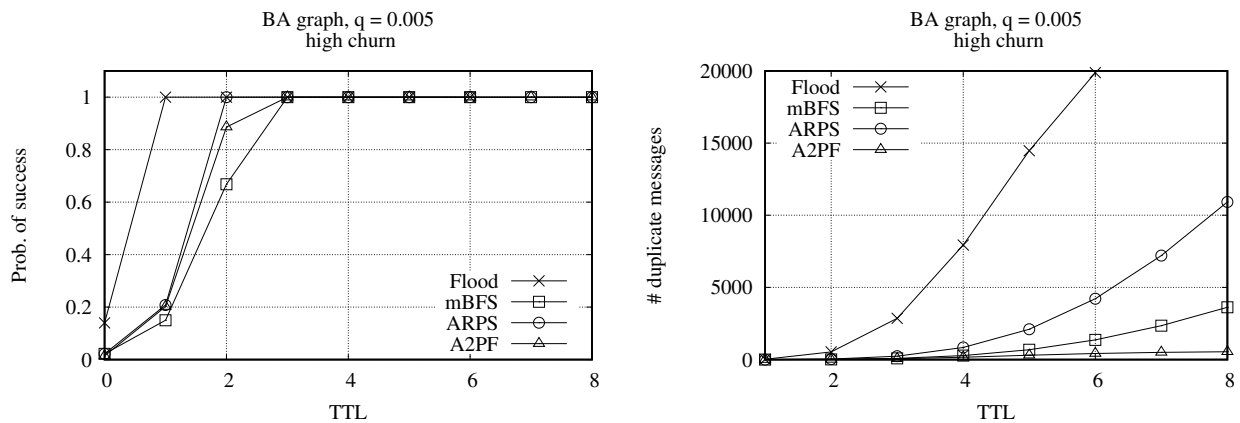 BA graph, q = 0.005
high churn
Prob. of success
1
0.8
0.6
0.4
0.2
0
Flood
mBFS
ARPS
A2PF
0 2 4 6 8
TTL
BA graph, q = 0.005
high churn
# duplicate messages
20000
15000
10000
5000
0
Flood
mBFS
ARPS
A2PF
2 4 6 8
TTL